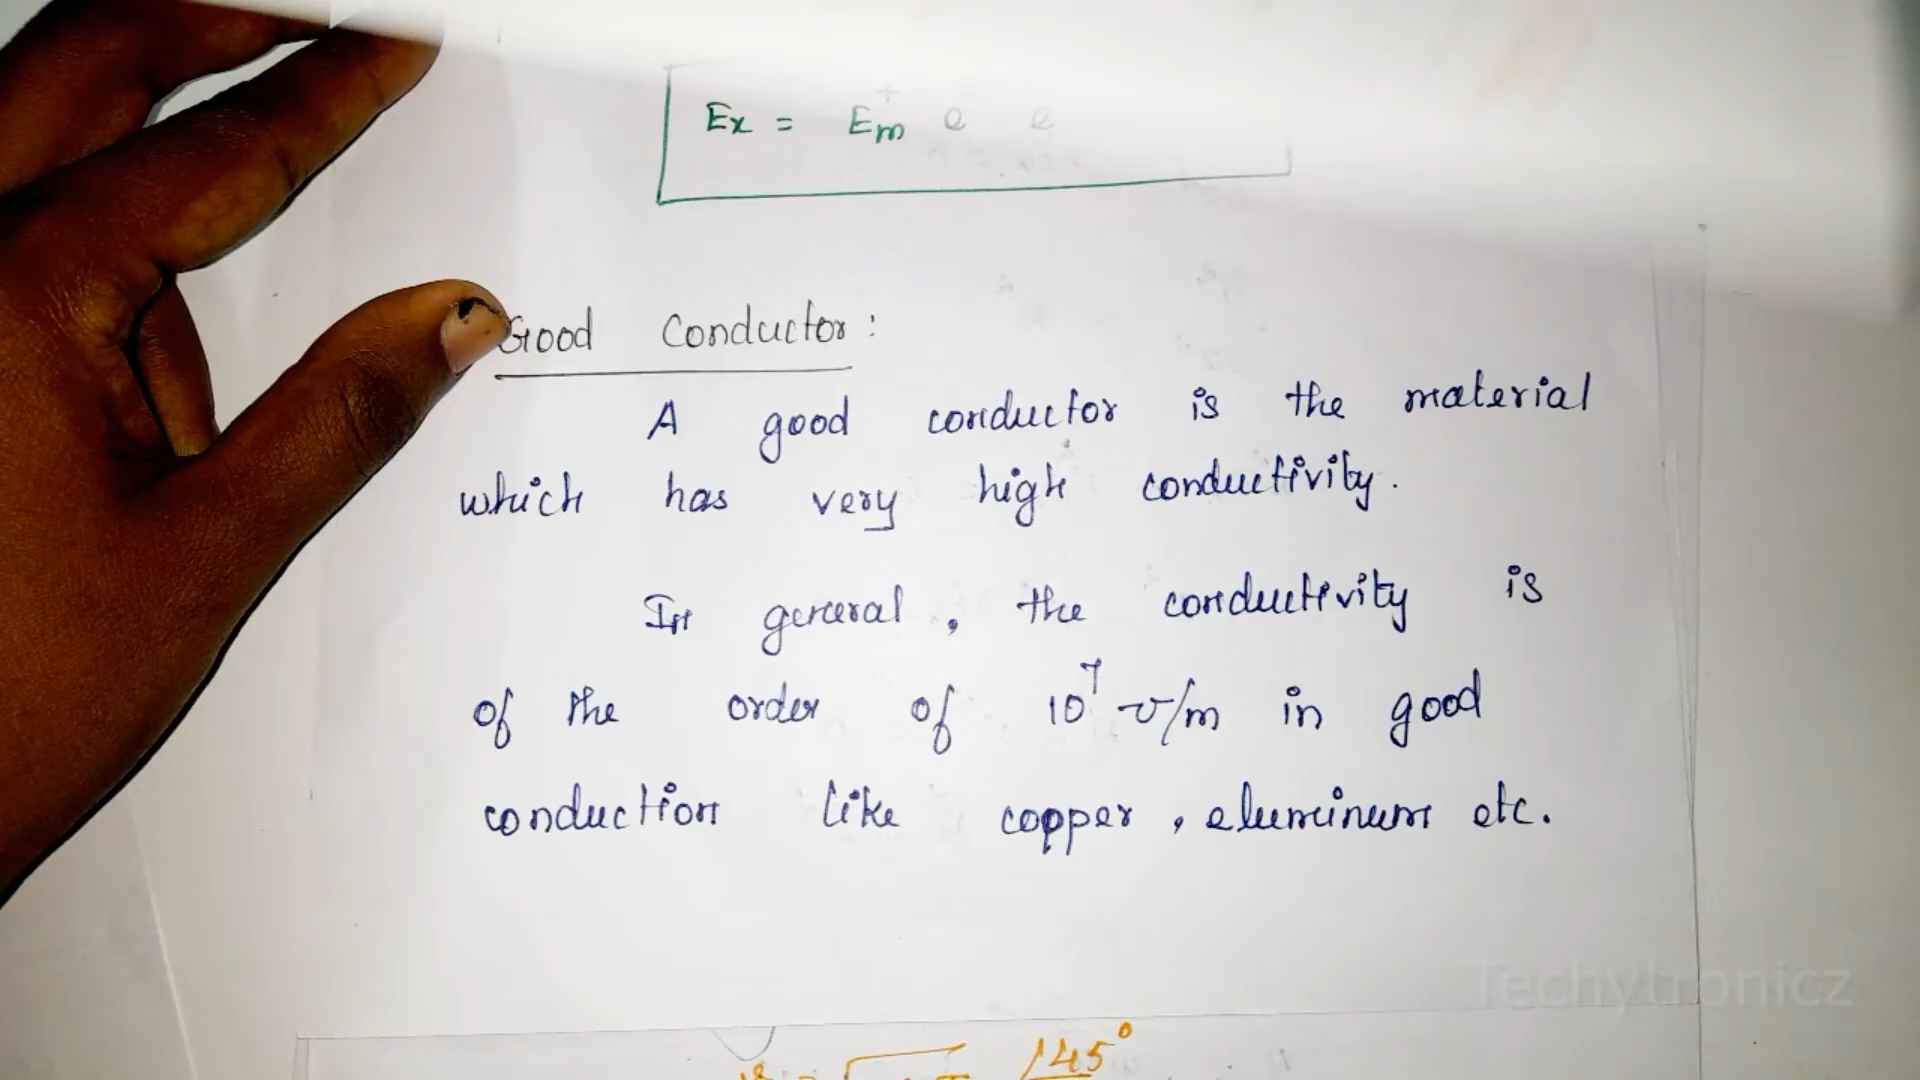 Ex = Em⁺ e e
Good Conductor:
A good conductor is the material
which has very high conductivity.
In general, the conductivity is
of the order of 10⁷ ℧/m in good
conduction like copper, aluminum etc.
Techytronicz
∠45°